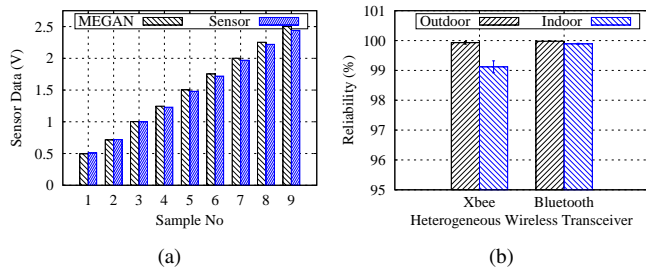 MEGAN Sensor
Sensor Data (V)
2.5
2
1.5
1
0.5
0
1 2 3 4 5 6 7 8 9
Sample No
(a)
Outdoor Indoor
Reliability (%)
101
100
99
98
97
96
95
Xbee Bluetooth
Heterogeneous Wireless Transceiver
(b)